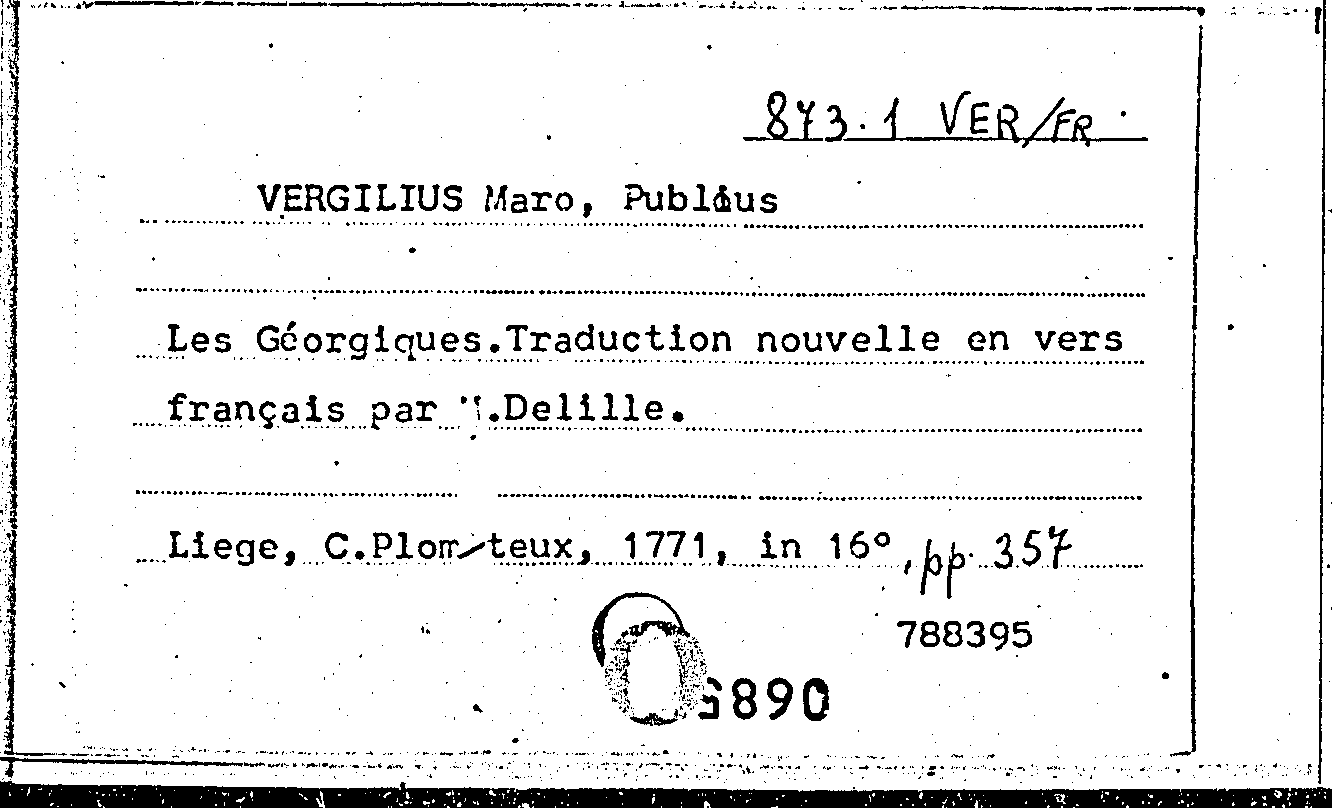 873.1 VER/FR
VERGILIUS Maro, Publius
Les Géorgiques.Traduction nouvelle en vers
français par .Delille.
Liege, C.Plomteux, 1771, in 16°, pp. 357
788395
5890